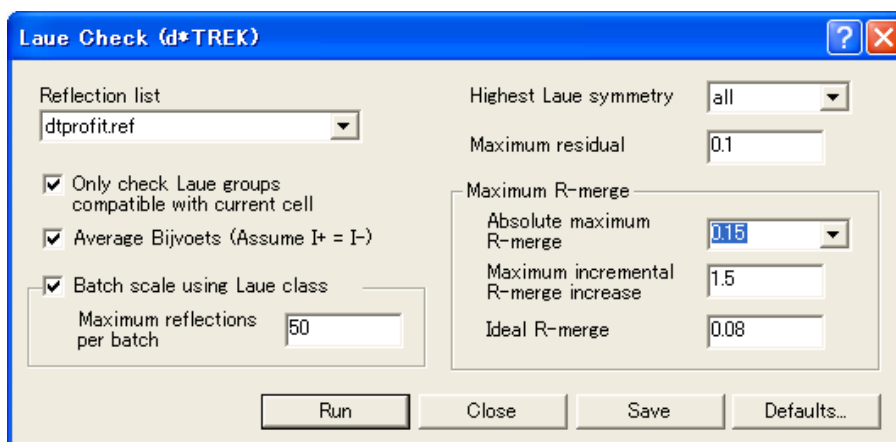 Laue Check (d*TREK)
Reflection list
dtprofit.ref
Only check Laue groups
compatible with current cell
Average Bijvoets (Assume I+ = I-)
Batch scale using Laue class
Maximum reflections
per batch
50
Highest Laue symmetry
all
Maximum residual
0.1
Maximum R-merge
Absolute maximum
R-merge
0.15
Maximum incremental
R-merge increase
1.5
Ideal R-merge
0.08
Run
Close
Save
Defaults...